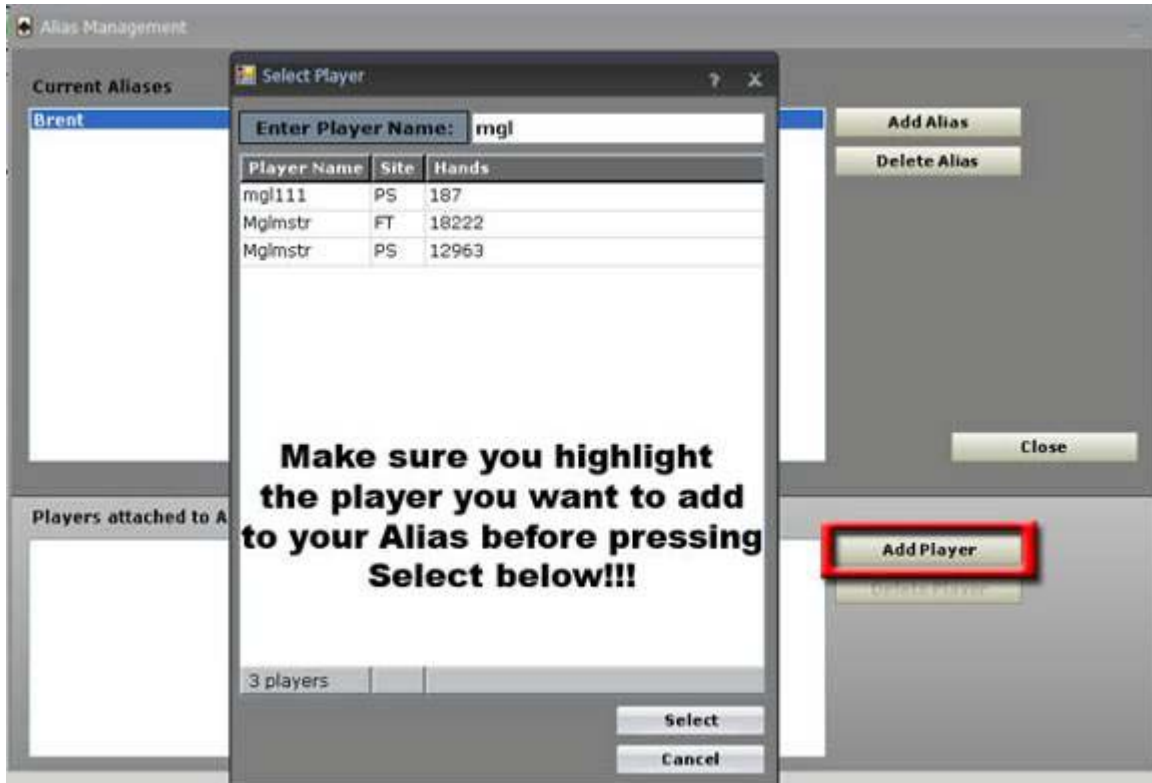 Alias Management
Select Player ? X
Current Aliases
Brent
Enter Player Name: mgl
Add Alias
Delete Alias
Player Name Site Hands
mgl111 PS 187
Mglmstr FT 18222
Mglmstr PS 12963
Make sure you highlight
the player you want to add
to your Alias before pressing
Select below!!!
Close
Players attached to A
Add Player
Delete Player
3 players
Select
Cancel